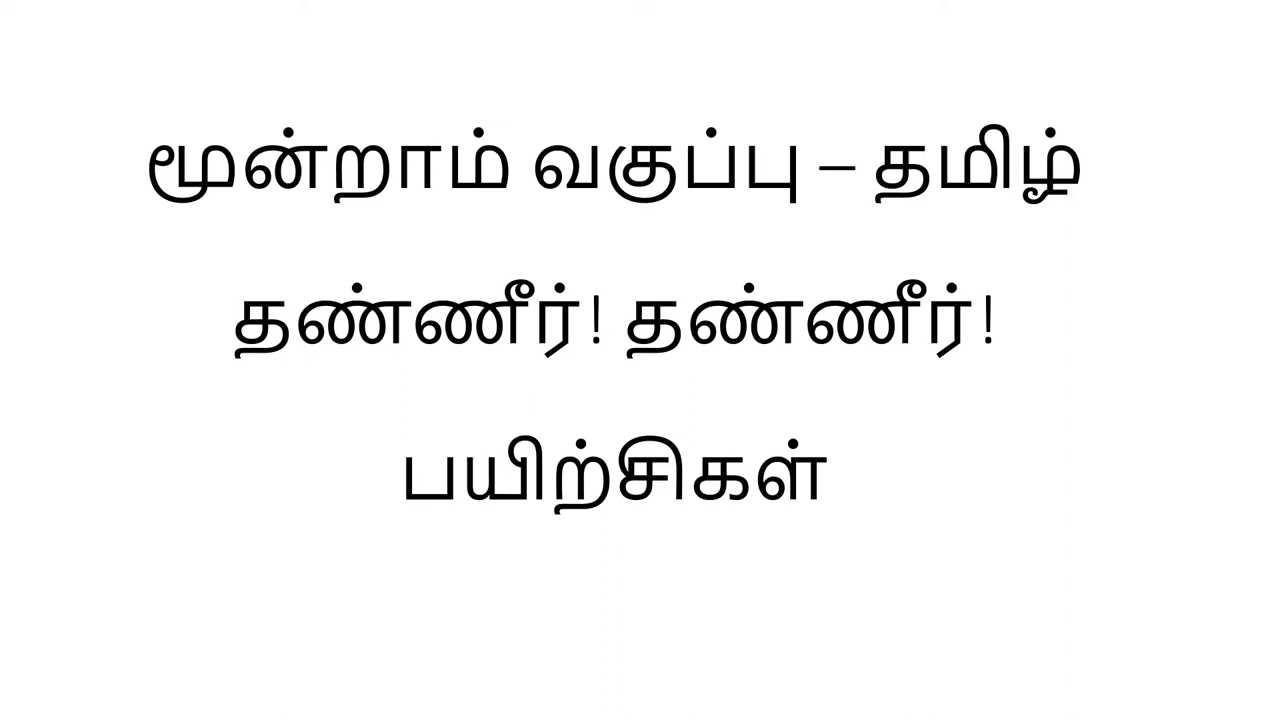 மூன்றாம் வகுப்பு – தமிழ்
தண்ணீர்! தண்ணீர்!
பயிற்சிகள்